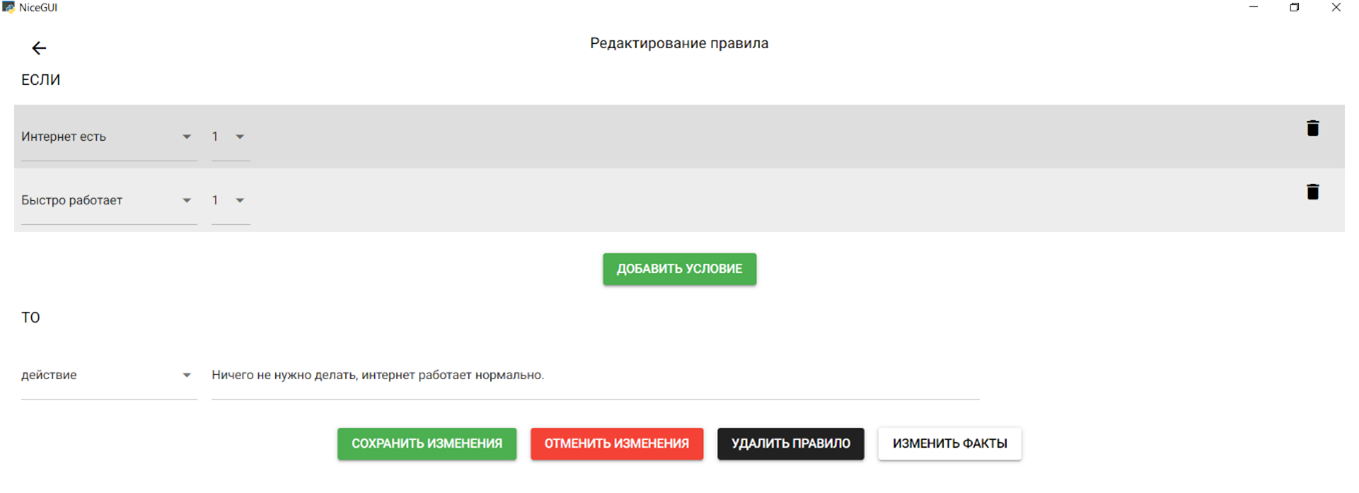 NiceGUI
Редактирование правила
ЕСЛИ
Интернет есть 1
Быстро работает 1
ДОБАВИТЬ УСЛОВИЕ
ТО
действие Ничего не нужно делать, интернет работает нормально.
СОХРАНИТЬ ИЗМЕНЕНИЯ ОТМЕНИТЬ ИЗМЕНЕНИЯ УДАЛИТЬ ПРАВИЛО ИЗМЕНИТЬ ФАКТЫ